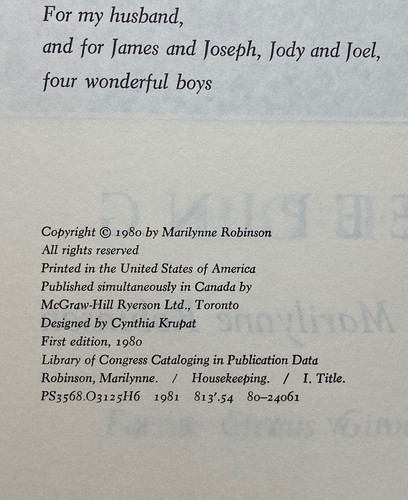 For my husband,
and for James and Joseph, Jody and Joel,
four wonderful boys
Copyright © 1980 by Marilynne Robinson
All rights reserved
Printed in the United States of America
Published simultaneously in Canada by
McGraw-Hill Ryerson Ltd., Toronto
Designed by Cynthia Krupat
First edition, 1980
Library of Congress Cataloging in Publication Data
Robinson, Marilynne. / Housekeeping. / I. Title.
PS3568.O3125H6 1981 813'.54 80-24061